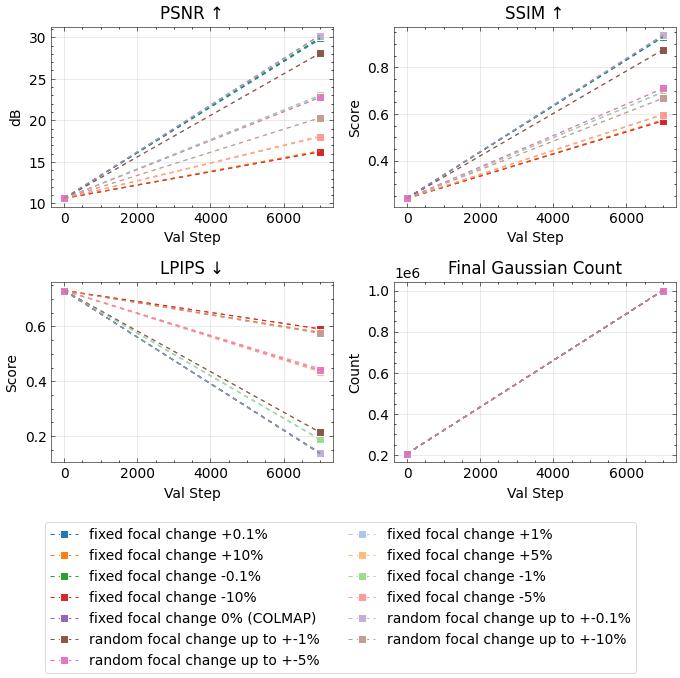 PSNR ↑
SSIM ↑
30
25
20
15
10
dB
0.8
0.6
0.4
Score
0
2000
4000
6000
Val Step
0
2000
4000
6000
Val Step
LPIPS ↓
Final Gaussian Count
1e6
0.6
0.4
0.2
Score
1.0
0.8
0.6
0.4
0.2
Count
0
2000
4000
6000
Val Step
0
2000
4000
6000
Val Step
fixed focal change +0.1%
fixed focal change +10%
fixed focal change -0.1%
fixed focal change -10%
fixed focal change 0% (COLMAP)
random focal change up to +-1%
random focal change up to +-5%
fixed focal change +1%
fixed focal change +5%
fixed focal change -1%
fixed focal change -5%
random focal change up to +-0.1%
random focal change up to +-10%